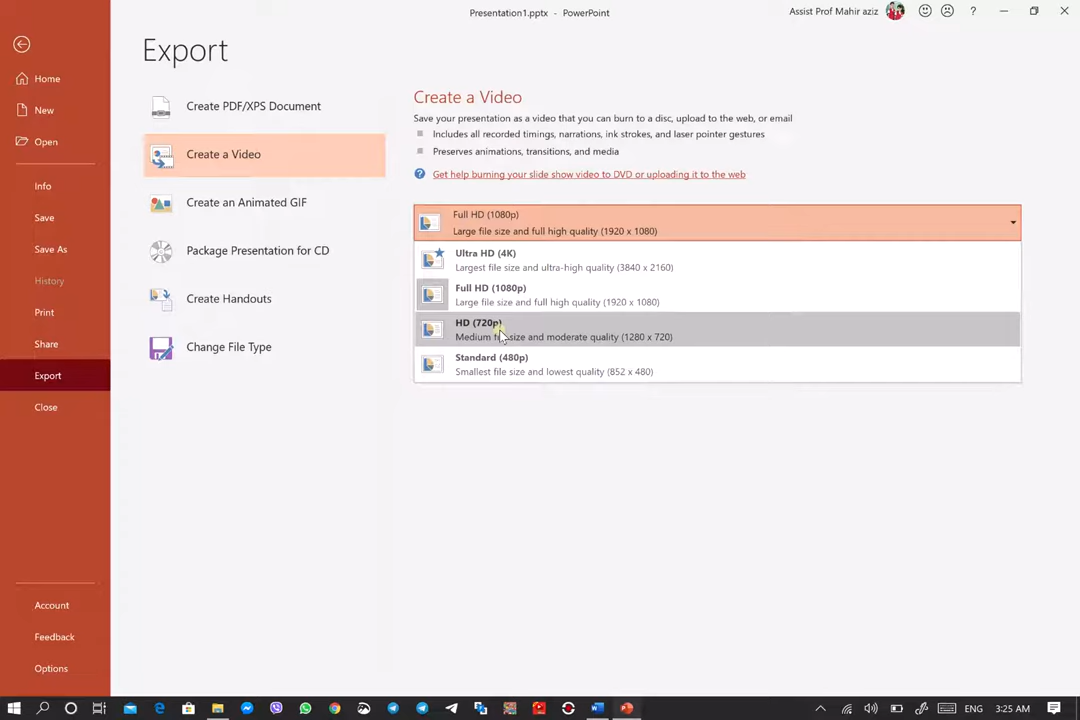 Presentation1.pptx - PowerPoint
Assist Prof Mahir aziz
?
Export
Home
New
Open
Info
Save
Save As
History
Print
Share
Export
Close
Account
Feedback
Options
Create PDF/XPS Document
Create a Video
Create an Animated GIF
Package Presentation for CD
Create Handouts
Change File Type
Create a Video
Save your presentation as a video that you can burn to a disc, upload to the web, or email
Includes all recorded timings, narrations, ink strokes, and laser pointer gestures
Preserves animations, transitions, and media
Get help burning your slide show video to DVD or uploading it to the web
Full HD (1080p)
Large file size and full high quality (1920 x 1080)
Ultra HD (4K)
Largest file size and ultra-high quality (3840 x 2160)
Full HD (1080p)
Large file size and full high quality (1920 x 1080)
HD (720p)
Medium file size and moderate quality (1280 x 720)
Standard (480p)
Smallest file size and lowest quality (852 x 480)
ENG
3:25 AM